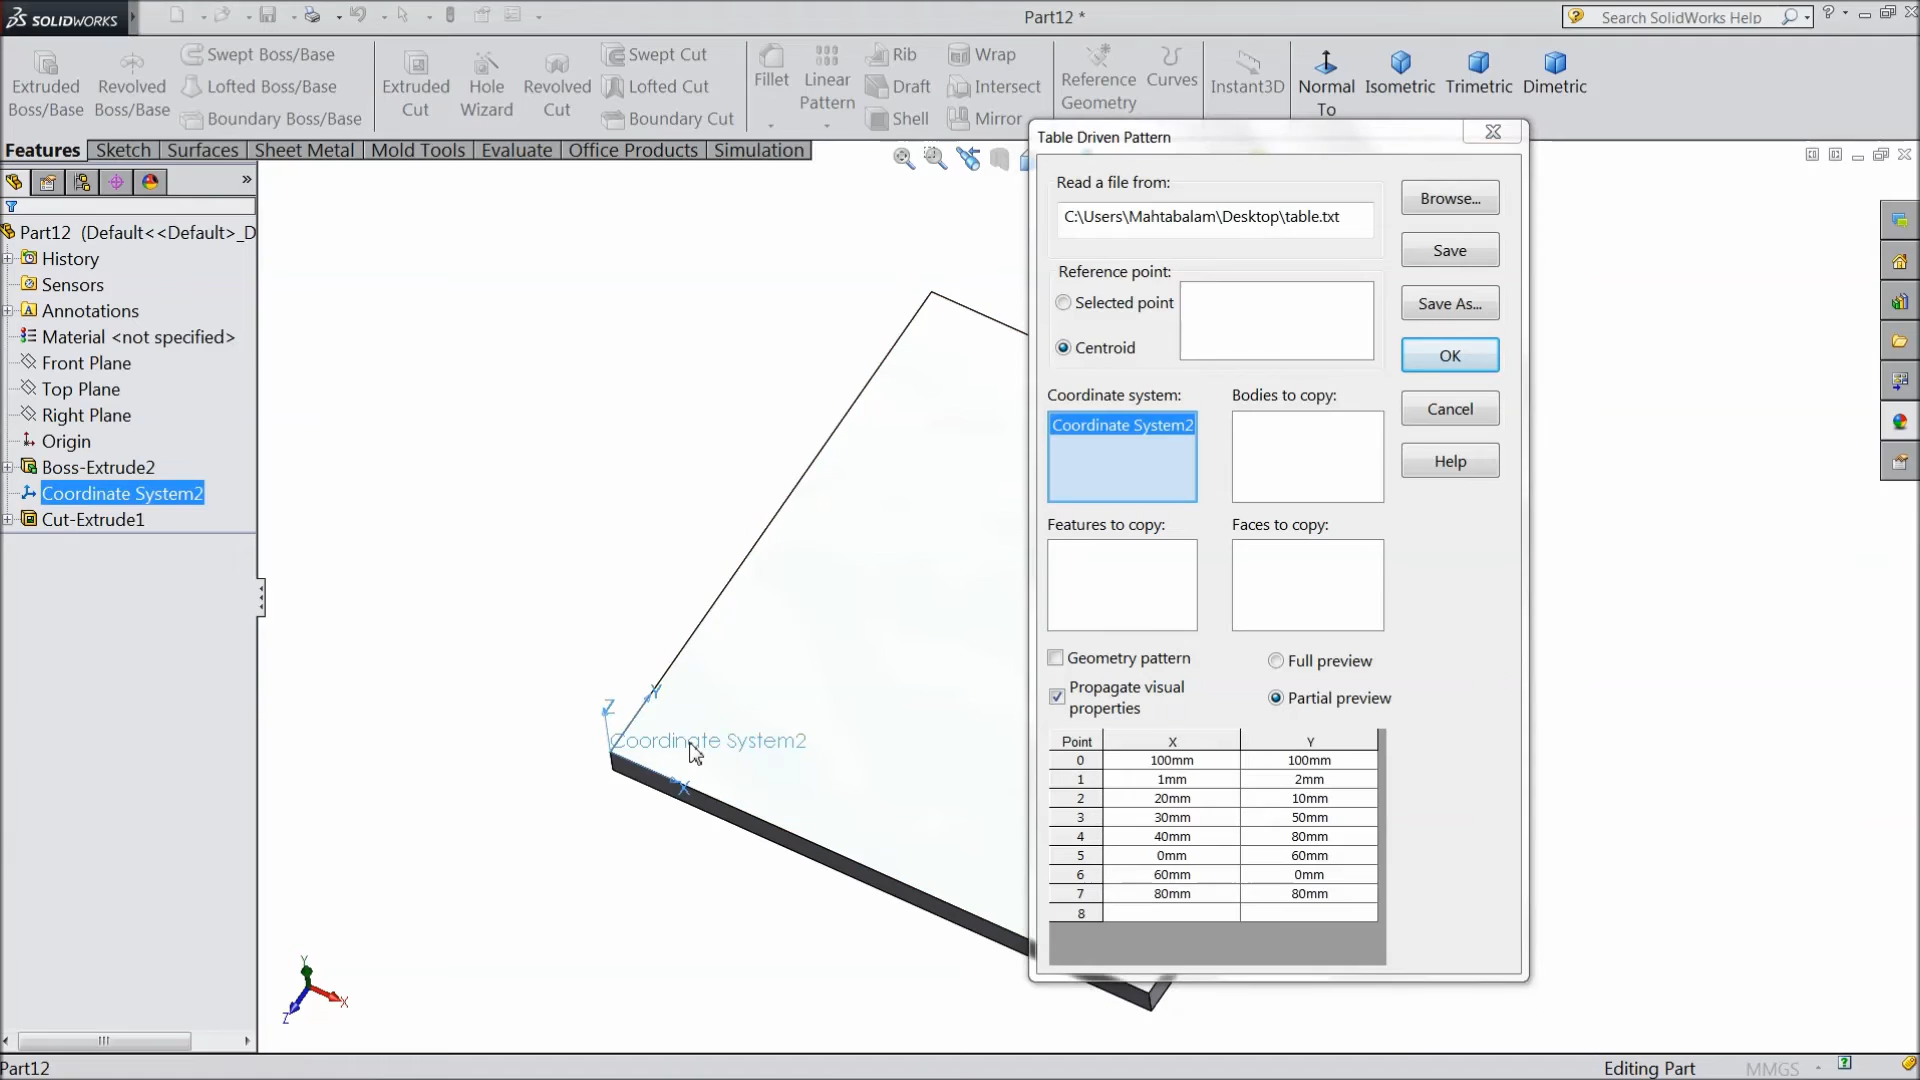 SOLIDWORKS
Part12 *
Search SolidWorks Help
Extruded Boss/Base
Revolved Boss/Base
Swept Boss/Base
Lofted Boss/Base
Boundary Boss/Base
Extruded Cut
Hole Wizard
Revolved Cut
Swept Cut
Lofted Cut
Boundary Cut
Fillet
Linear Pattern
Rib
Draft
Shell
Wrap
Intersect
Mirror
Reference Geometry
Curves
Instant3D
Normal To
Isometric
Trimetric
Dimetric
Features
Sketch
Surfaces
Sheet Metal
Mold Tools
Evaluate
Office Products
Simulation
Part12 (Default<<Default>_D
History
Sensors
Annotations
Material <not specified>
Front Plane
Top Plane
Right Plane
Origin
Boss-Extrude2
Coordinate System2
Cut-Extrude1
Z
Y
X
Coordinate System2
Y
X
Z
Table Driven Pattern
Read a file from:
C:\Users\Mahtabalam\Desktop\table.txt
Browse...
Save
Save As...
OK
Cancel
Help
Reference point:
Selected point
Centroid
Coordinate system:
Coordinate System2
Bodies to copy:
Features to copy:
Faces to copy:
Geometry pattern
Propagate visual properties
Full preview
Partial preview
Point X Y
0 100mm 100mm
1 1mm 2mm
2 20mm 10mm
3 30mm 50mm
4 40mm 80mm
5 0mm 60mm
6 60mm 0mm
7 80mm 80mm
8
Part12
Editing Part
MMGS